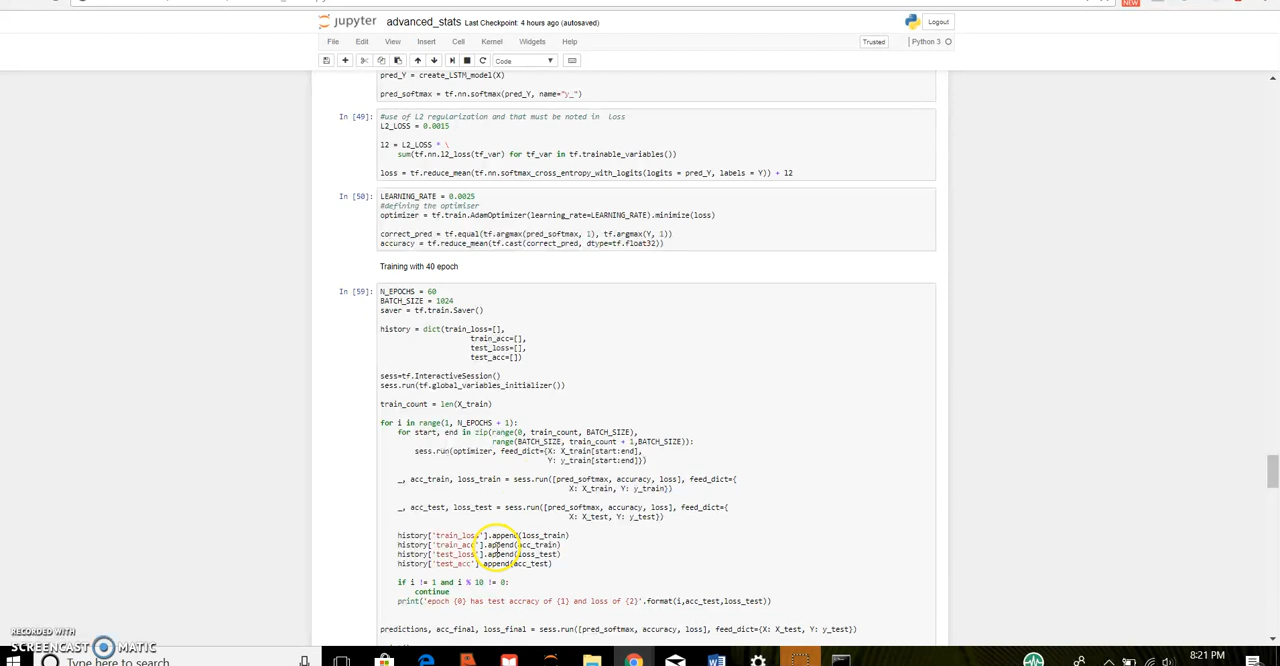 NEW
jupyter advanced_stats Last Checkpoint: 4 hours ago (autosaved)
Logout
File Edit View Insert Cell Kernel Widgets Help
Trusted
Python 3
Code
pred_Y = create_LSTM_model(X)
pred_softmax = tf.nn.softmax(pred_Y, name="y_")
In [49]:
#use of L2 regularization and that must be noted in loss
L2_LOSS = 0.0015
l2 = L2_LOSS * \
sum(tf.nn.l2_loss(tf_var) for tf_var in tf.trainable_variables())
loss = tf.reduce_mean(tf.nn.softmax_cross_entropy_with_logits(logits = pred_Y, labels = Y)) + l2
In [50]:
LEARNING_RATE = 0.0025
#defining the optimiser
optimizer = tf.train.AdamOptimizer(learning_rate=LEARNING_RATE).minimize(loss)
correct_pred = tf.equal(tf.argmax(pred_softmax, 1), tf.argmax(Y, 1))
accuracy = tf.reduce_mean(tf.cast(correct_pred, dtype=tf.float32))
Training with 40 epoch
In [59]:
N_EPOCHS = 60
BATCH_SIZE = 1024
saver = tf.train.Saver()
history = dict(train_loss=[],
train_acc=[],
test_loss=[],
test_acc=[])
sess=tf.InteractiveSession()
sess.run(tf.global_variables_initializer())
train_count = len(X_train)
for i in range(1, N_EPOCHS + 1):
for start, end in zip(range(0, train_count, BATCH_SIZE),
range(BATCH_SIZE, train_count + 1,BATCH_SIZE)):
sess.run(optimizer, feed_dict={X: X_train[start:end],
Y: y_train[start:end]})
_, acc_train, loss_train = sess.run([pred_softmax, accuracy, loss], feed_dict={
X: X_train, Y: y_train})
_, acc_test, loss_test = sess.run([pred_softmax, accuracy, loss], feed_dict={
X: X_test, Y: y_test})
history['train_loss'].append(loss_train)
history['train_acc'].append(acc_train)
history['test_loss'].append(loss_test)
history['test_acc'].append(acc_test)
if i != 1 and i % 10 != 0:
continue
print('epoch {0} has test accracy of {1} and loss of {2}'.format(i,acc_test,loss_test))
predictions, acc_final, loss_final = sess.run([pred_softmax, accuracy, loss], feed_dict={X: X_test, Y: y_test})
RECORDED WITH
SCREENCAST MATIC
Type here to search
8:21 PM